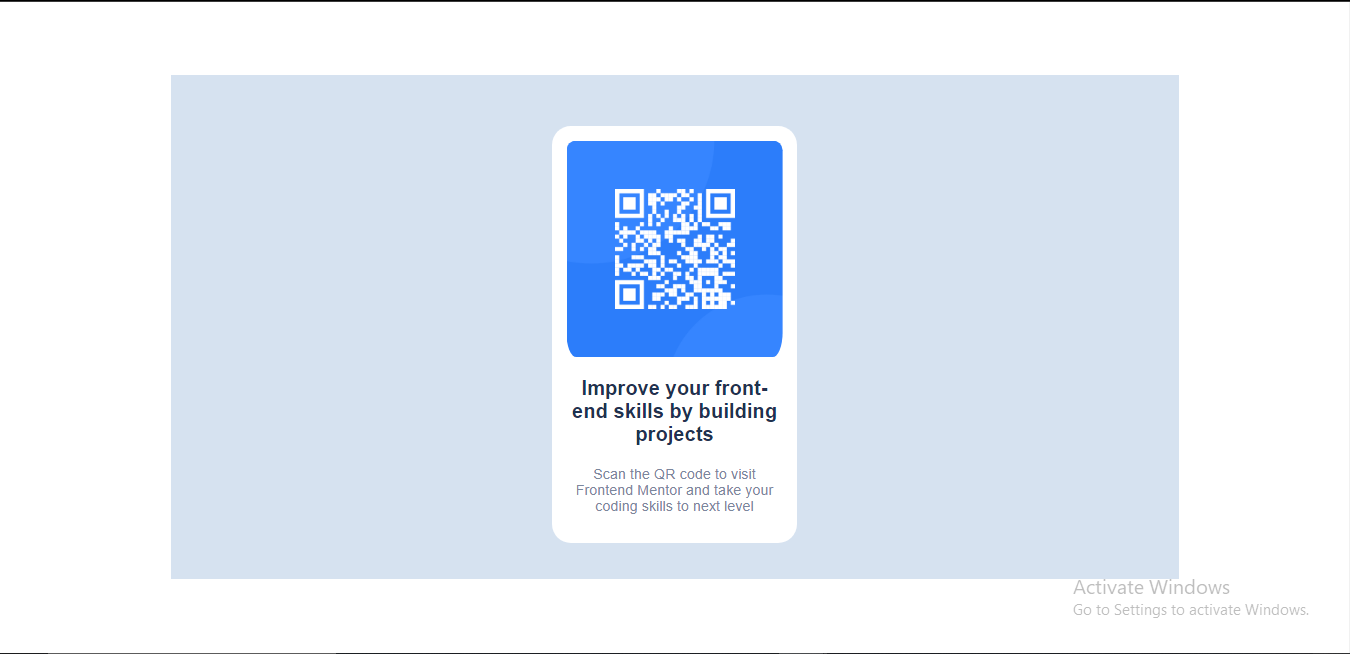 Improve your front-
end skills by building
projects
Scan the QR code to visit
Frontend Mentor and take your
coding skills to next level
Activate Windows
Go to Settings to activate Windows.